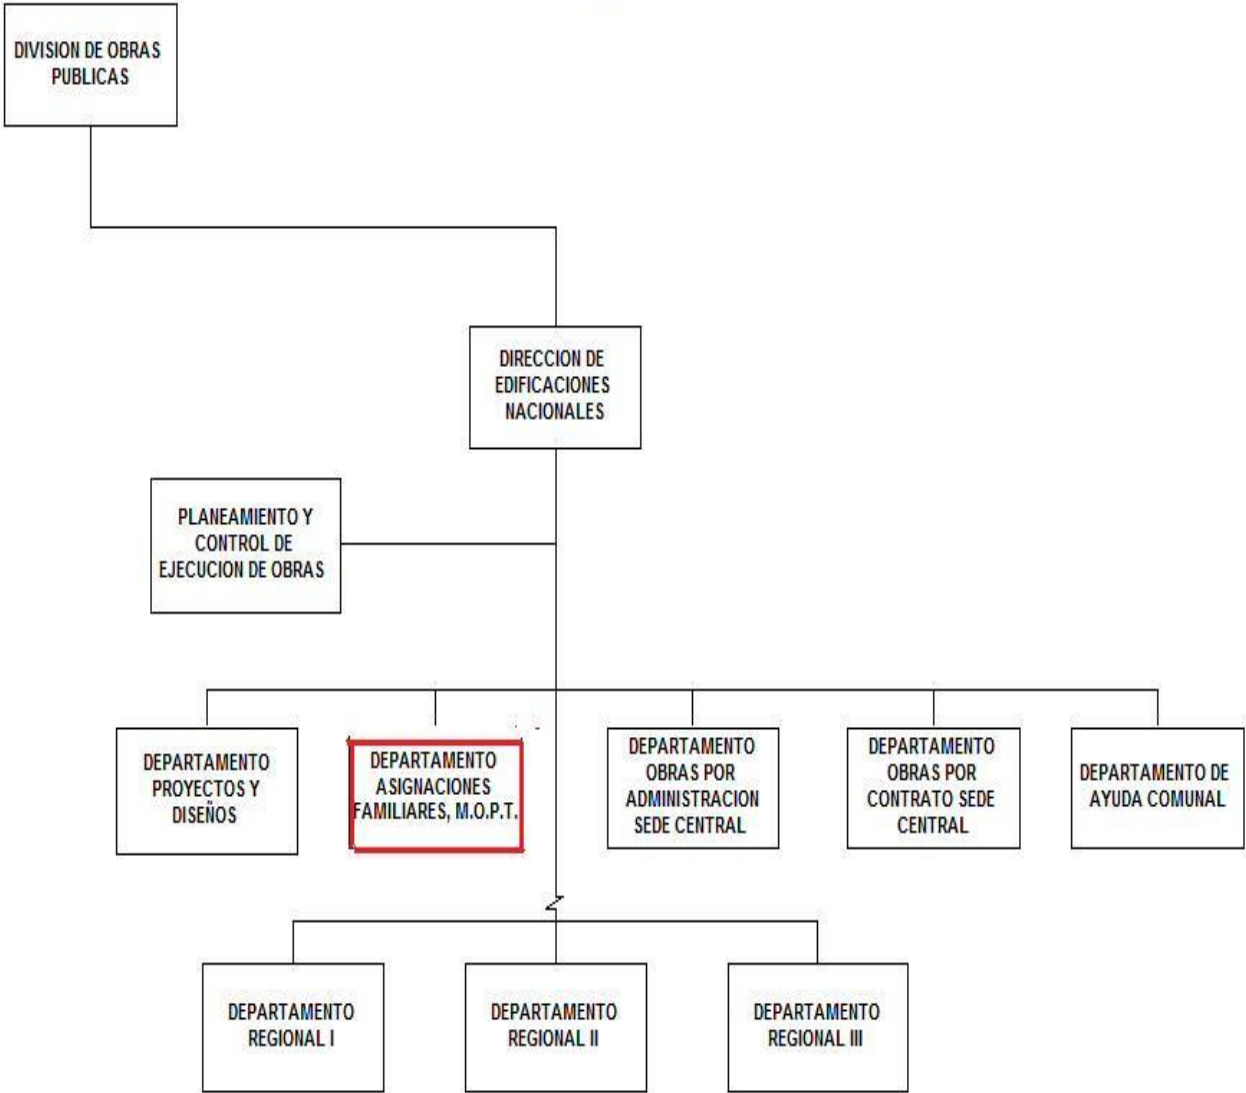 DIVISION DE OBRAS
PUBLICAS
DIRECCION DE
EDIFICACIONES
NACIONALES
PLANEAMIENTO Y
CONTROL DE
EJECUCION DE OBRAS
DEPARTAMENTO
PROYECTOS Y
DISEÑOS
DEPARTAMENTO
ASIGNACIONES
FAMILIARES, M.O.P.T.
DEPARTAMENTO
OBRAS POR
ADMINISTRACION
SEDE CENTRAL
DEPARTAMENTO
OBRAS POR
CONTRATO SEDE
CENTRAL
DEPARTAMENTO DE
AYUDA COMUNAL
DEPARTAMENTO
REGIONAL I
DEPARTAMENTO
REGIONAL II
DEPARTAMENTO
REGIONAL III